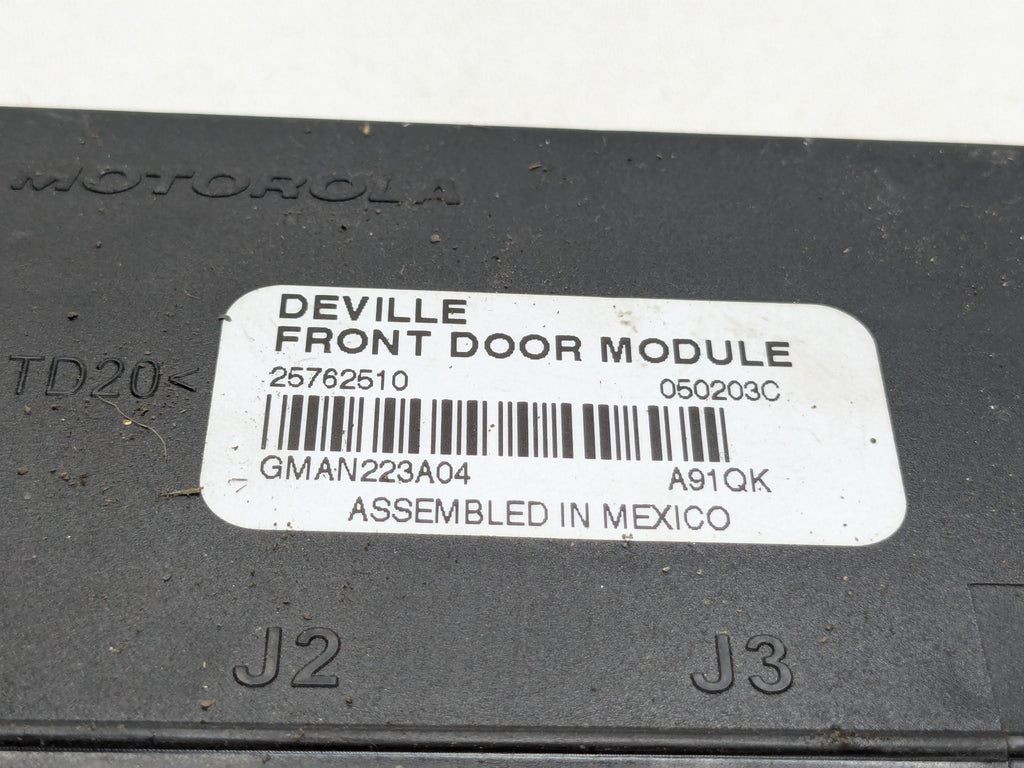 MOTOROLA
DEVILLE
FRONT DOOR MODULE
TD20<
25762510 050203C
GMAN223A04 A91QK
ASSEMBLED IN MEXICO
J2 J3